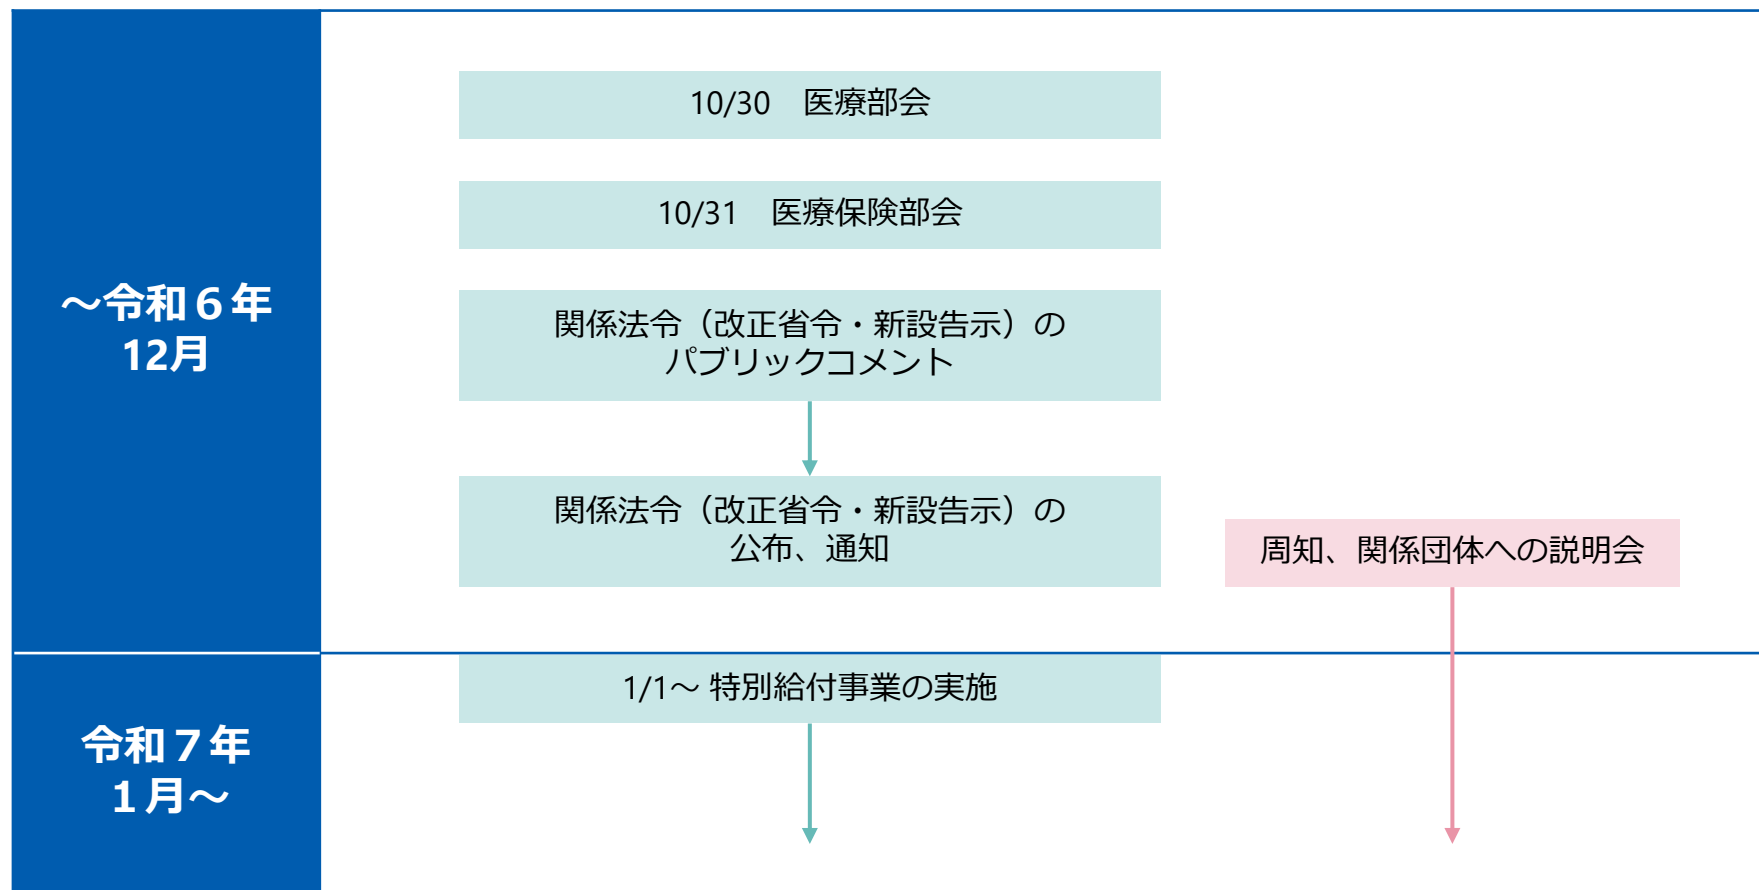 ～令和６年
12月
10/30　医療部会
10/31　医療保険部会
関係法令（改正省令・新設告示）の
パブリックコメント
関係法令（改正省令・新設告示）の
公布、通知
周知、関係団体への説明会
令和７年
１月～
1/1～ 特別給付事業の実施